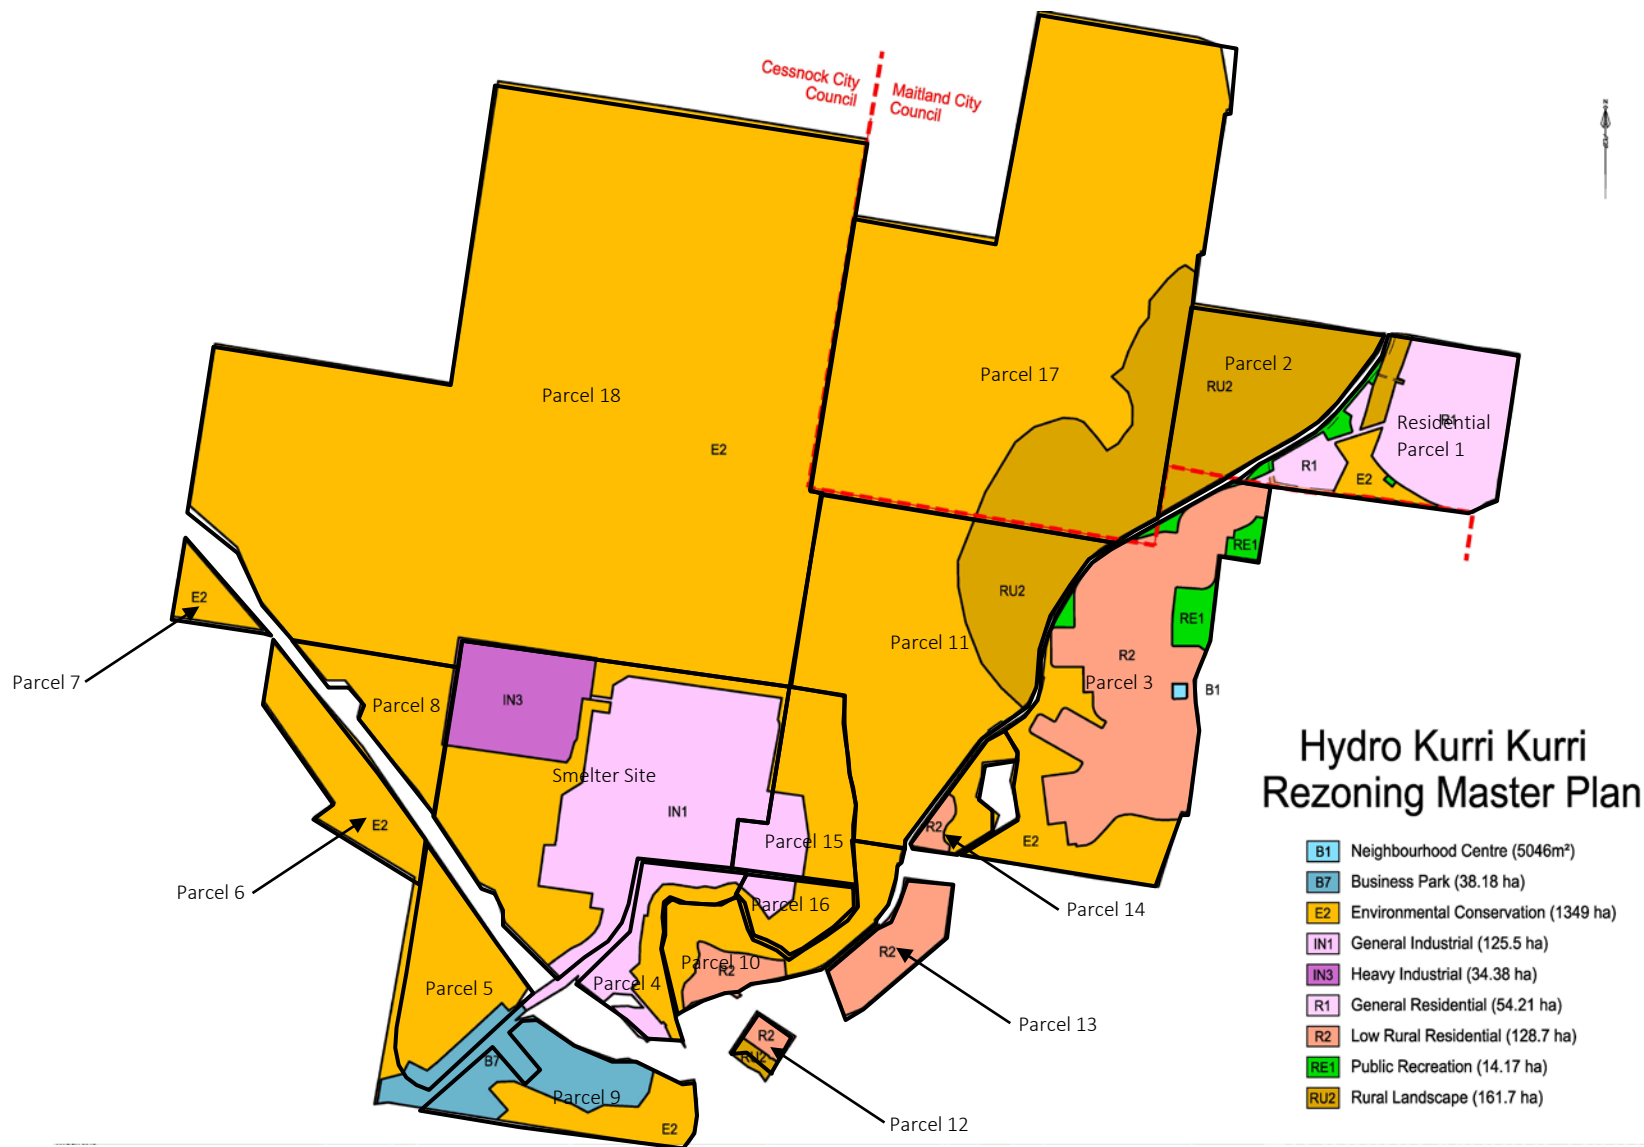 Cessnock City
Council
Maitland City
Council
N
Parcel 18
E2
Parcel 17
Parcel 2
RU2
R1
Residential
Parcel 1
R1
E2
RE1
E2
Parcel 7
RU2
Parcel 11
RE1
R2
Parcel 3
B1
Parcel 8
IN3
Smelter Site
IN1
Parcel 15
E2
Parcel 6
R2
E2
Parcel 14
Parcel 16
Parcel 10
R2
R2
Parcel 13
Parcel 4
Parcel 5
R2
RU2
Parcel 12
B7
Parcel 9
E2
Hydro Kurri Kurri
Rezoning Master Plan
B1 Neighbourhood Centre (5046m²)
B7 Business Park (38.18 ha)
E2 Environmental Conservation (1349 ha)
IN1 General Industrial (125.5 ha)
IN3 Heavy Industrial (34.38 ha)
R1 General Residential (54.21 ha)
R2 Low Rural Residential (128.7 ha)
RE1 Public Recreation (14.17 ha)
RU2 Rural Landscape (161.7 ha)